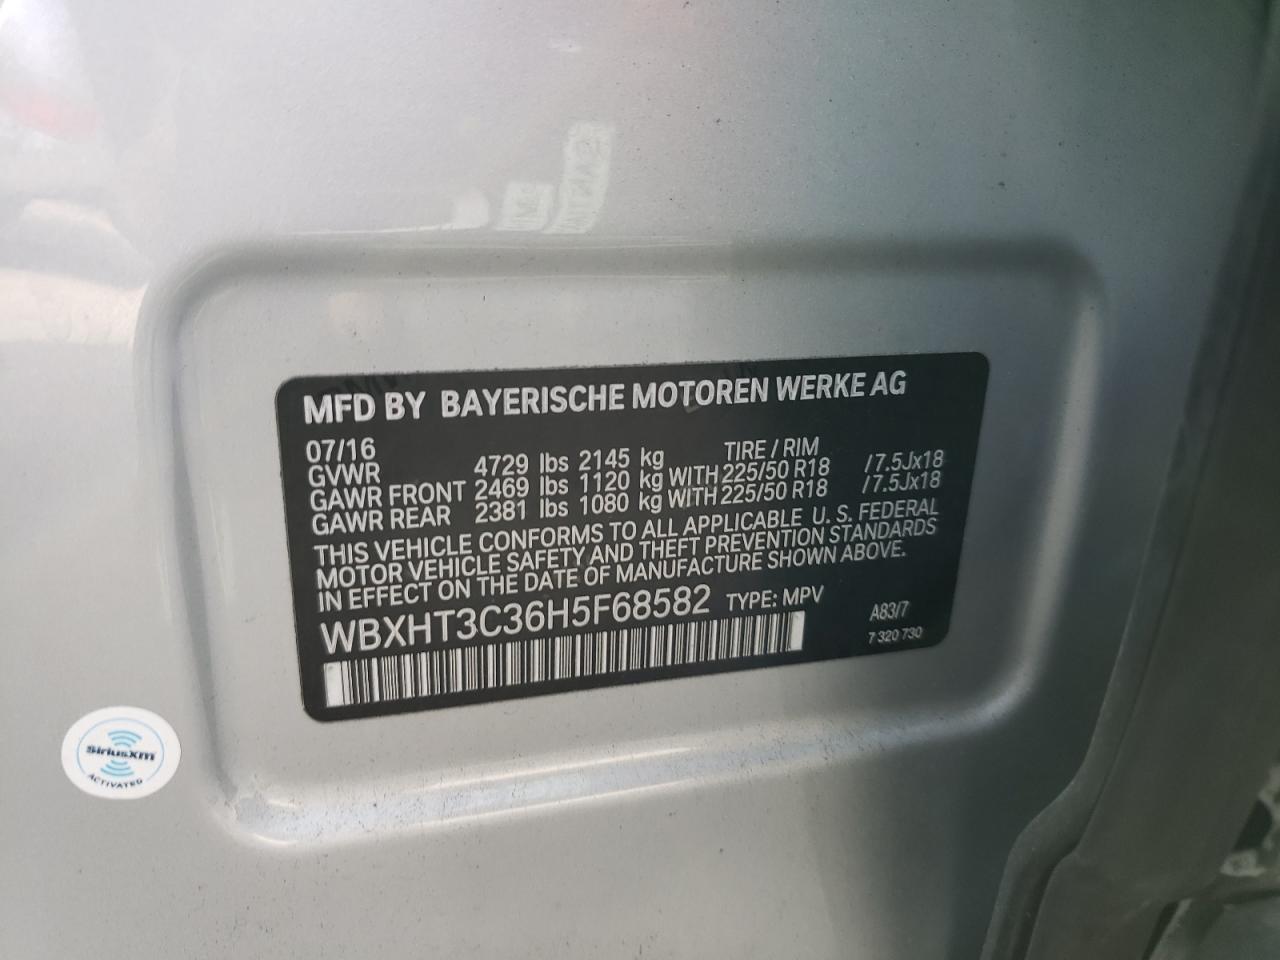 MFD BY BAYERISCHE MOTOREN WERKE AG
07/16 TIRE / RIM
GVWR 4729 lbs 2145 kg
GAWR FRONT 2469 lbs 1120 kg WITH 225/50 R18 /7.5Jx18
GAWR REAR 2381 lbs 1080 kg WITH 225/50 R18 /7.5Jx18
THIS VEHICLE CONFORMS TO ALL APPLICABLE U. S. FEDERAL
MOTOR VEHICLE SAFETY AND THEFT PREVENTION STANDARDS
IN EFFECT ON THE DATE OF MANUFACTURE SHOWN ABOVE.
WBXHT3C36H5F68582 TYPE: MPV A83/7
7 320 730
SiriusXM
ACTIVATED